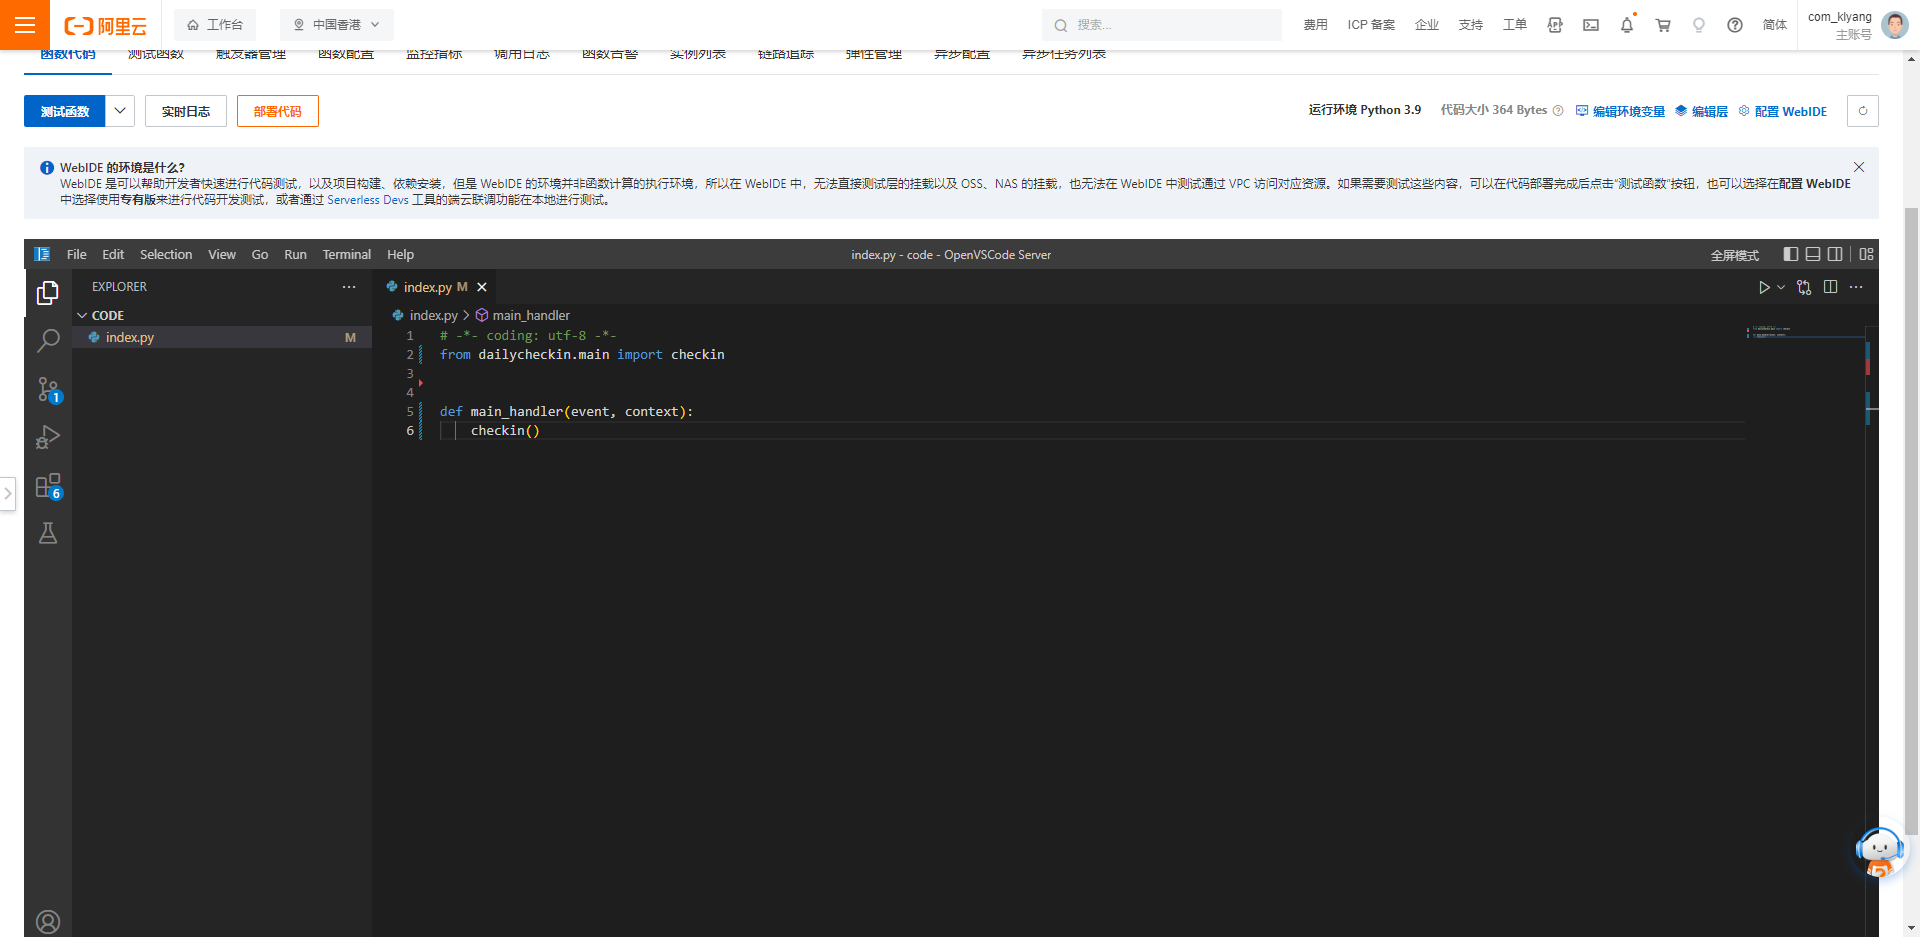 阿里云
工作台
中国香港
搜索...
费用
ICP 备案
企业
支持
工单
简体
com_klyang
主账号
函数代码
测试函数
触发器管理
函数配置
监控指标
调用日志
函数告警
实例列表
链路追踪
弹性管理
异步配置
异步任务列表
测试函数
实时日志
部署代码
运行环境 Python 3.9
代码大小 364 Bytes
编辑环境变量
编辑层
配置 WebIDE
WebIDE 的环境是什么?
WebIDE 是可以帮助开发者快速进行代码测试，以及项目构建、依赖安装，但是 WebIDE 的环境并非函数计算的执行环境，所以在 WebIDE 中，无法直接测试层的挂载以及 OSS、NAS 的挂载，也无法在 WebIDE 中测试通过 VPC 访问对应资源。如果需要测试这些内容，可以在代码部署完成后点击“测试函数”按钮，也可以选择在配置 WebIDE
中选择使用专有版来进行代码开发测试，或者通过 Serverless Devs 工具的端云联调功能在本地进行测试。
File Edit Selection View Go Run Terminal Help
index.py - code - OpenVSCode Server
全屏模式
EXPLORER
index.py M
CODE
index.py > main_handler
index.py M
1 # -*- coding: utf-8 -*-
2 from dailycheckin.main import checkin
3
4
5 def main_handler(event, context):
6 checkin()
1
6